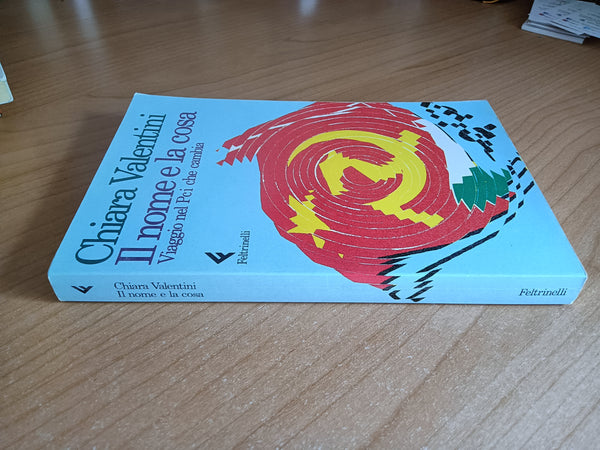 Chiara Valentini
Il nome e la cosa
Viaggio nel Pci che cambia
Feltrinelli
Chiara Valentini
Il nome e la cosa
Feltrinelli